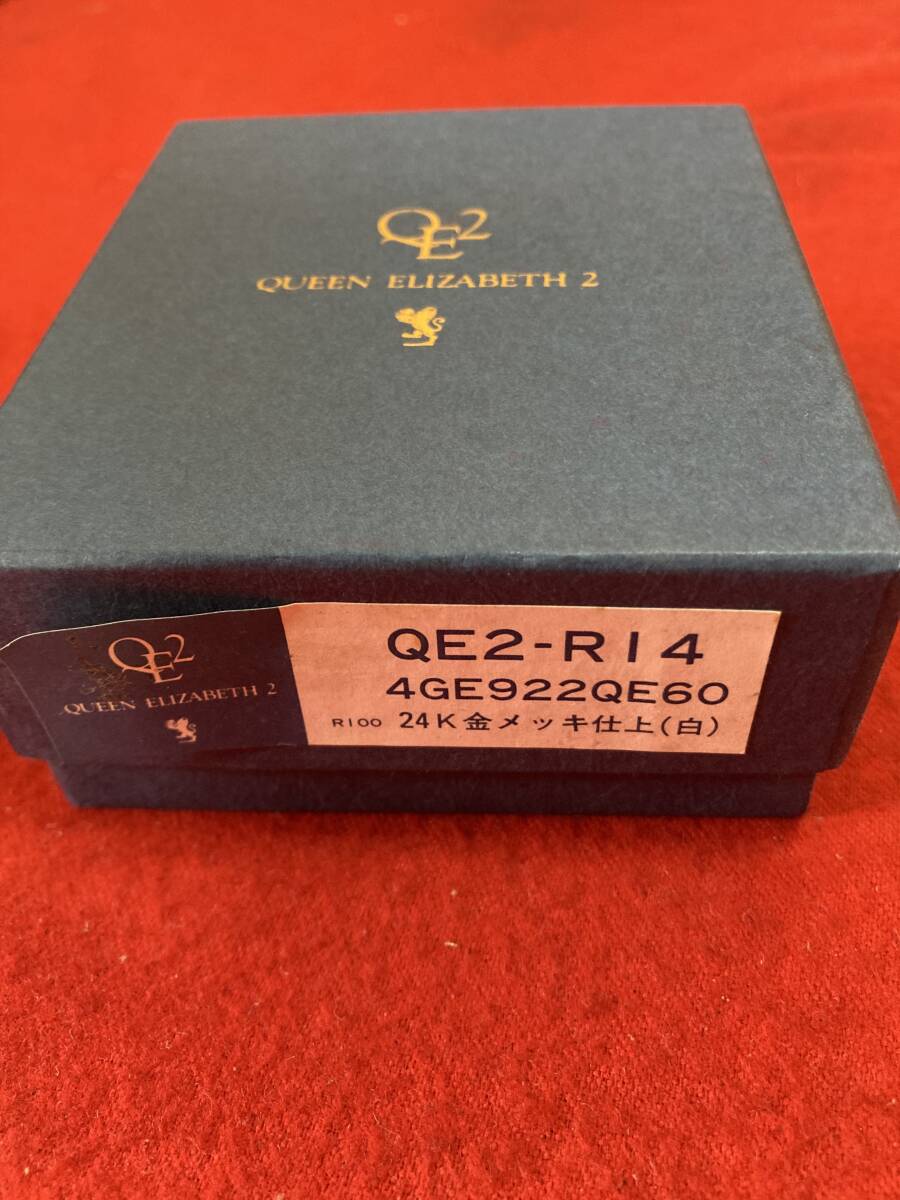 QE2
QUEEN ELIZABETH 2
QE2
QUEEN ELIZABETH 2
QE2-R14
4GE922QE60
R100 24K金メッキ仕上(白)